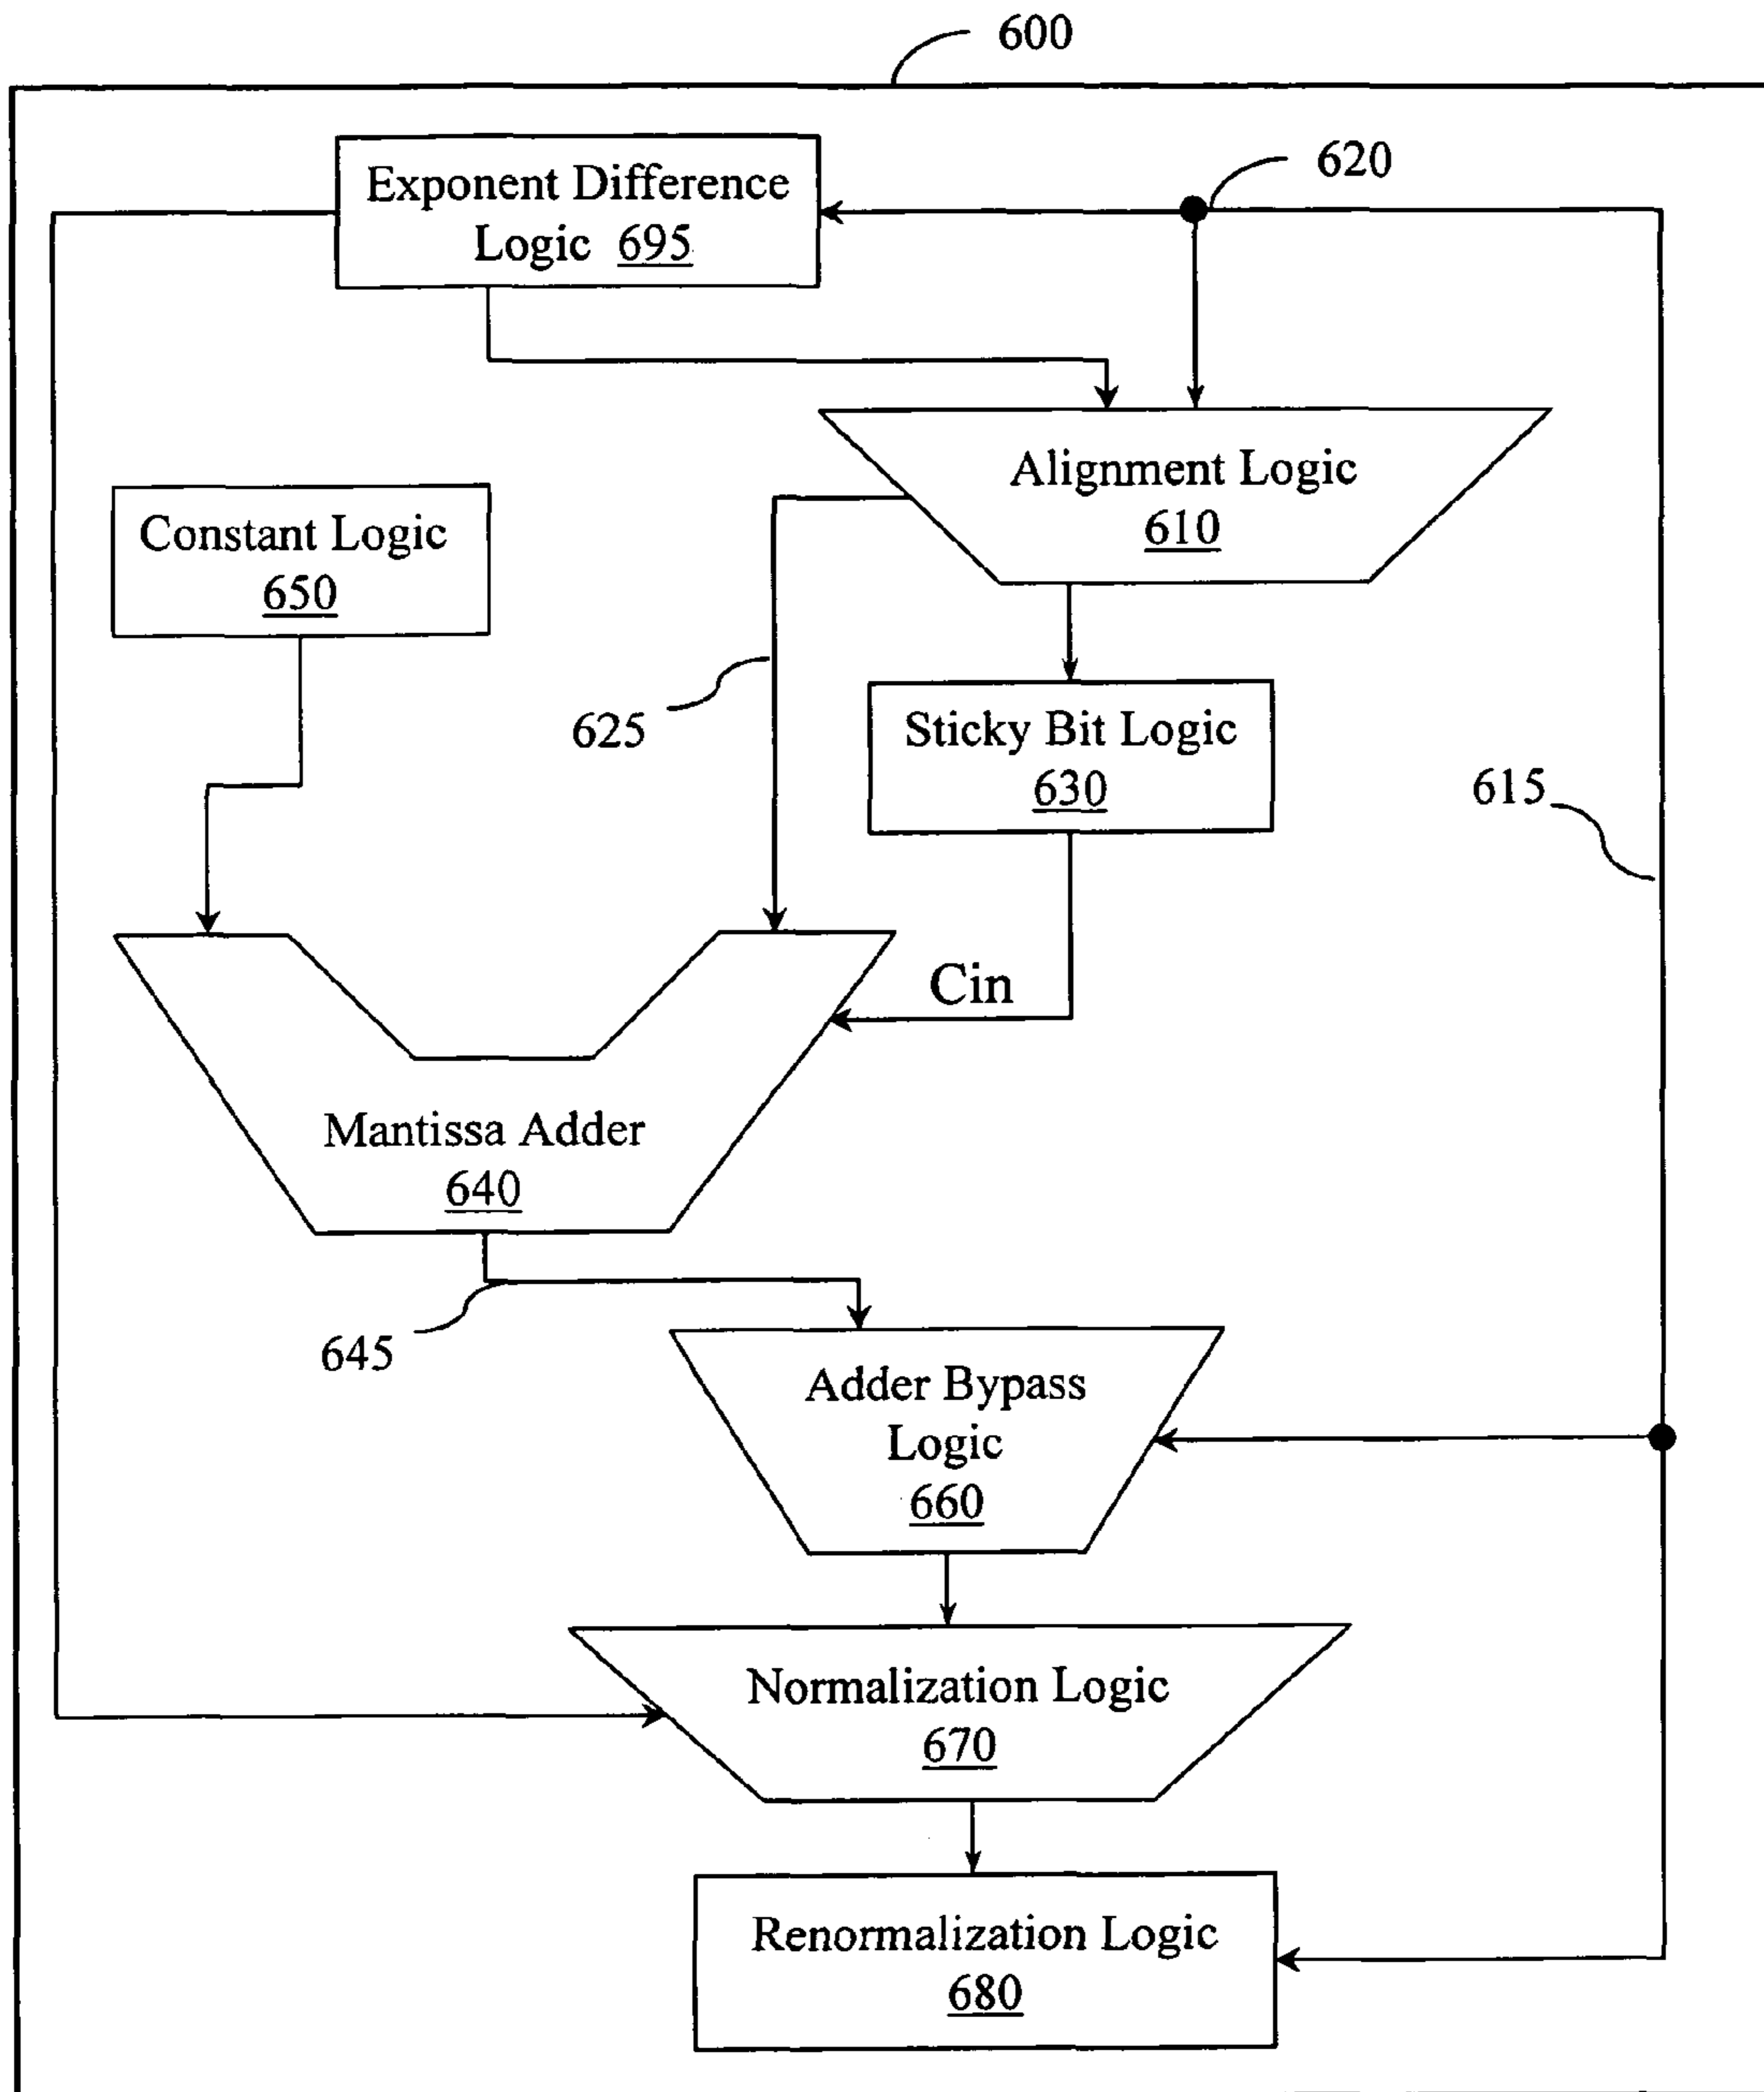 600
620
Exponent Difference
Logic 695
Alignment Logic
610
Constant Logic
650
625
Sticky Bit Logic
630
615
Cin
Mantissa Adder
640
645
Adder Bypass
Logic
660
Normalization Logic
670
Renormalization Logic
680